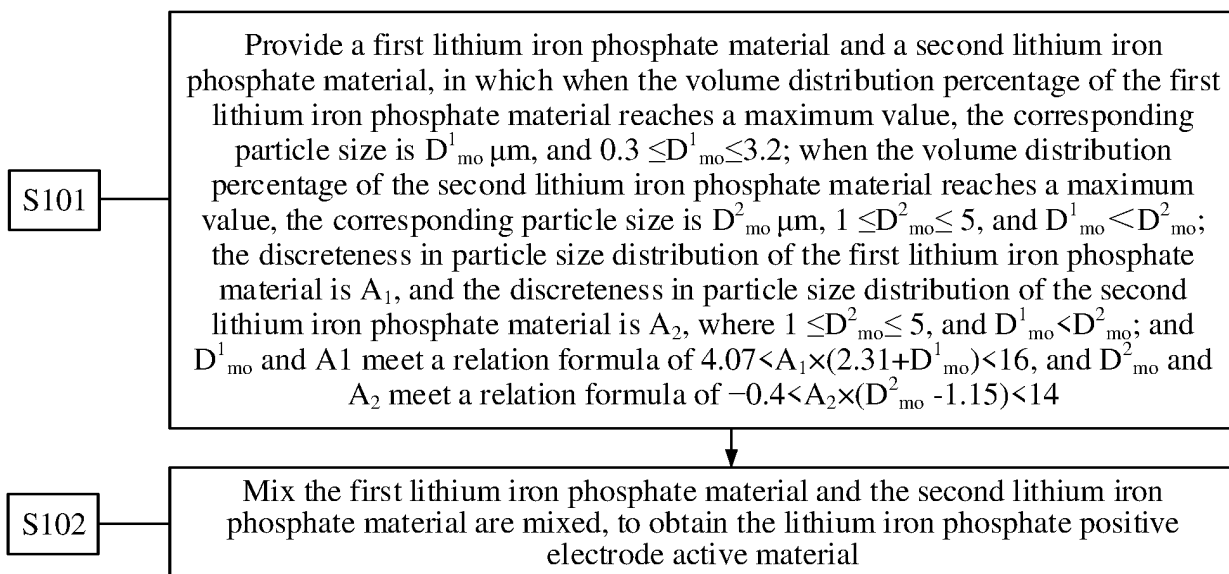 Provide a first lithium iron phosphate material and a second lithium iron
phosphate material, in which when the volume distribution percentage of the first
lithium iron phosphate material reaches a maximum value, the corresponding
particle size is D¹ₘₒ μm, and 0.3 ≤D¹ₘₒ≤3.2; when the volume distribution
S101
percentage of the second lithium iron phosphate material reaches a maximum
value, the corresponding particle size is D²ₘₒ μm, 1 ≤D²ₘₒ≤ 5, and D¹ₘₒ<D²ₘₒ;
the discreteness in particle size distribution of the first lithium iron phosphate
material is A₁, and the discreteness in particle size distribution of the second
lithium iron phosphate material is A₂, where 1 ≤D²ₘₒ≤ 5, and D¹ₘₒ<D²ₘₒ; and
D¹ₘₒ and A1 meet a relation formula of 4.07<A₁×(2.31+D¹ₘₒ)<16, and D²ₘₒ and
A₂ meet a relation formula of −0.4<A₂×(D²ₘₒ -1.15)<14
Mix the first lithium iron phosphate material and the second lithium iron
S102
phosphate material are mixed, to obtain the lithium iron phosphate positive
electrode active material